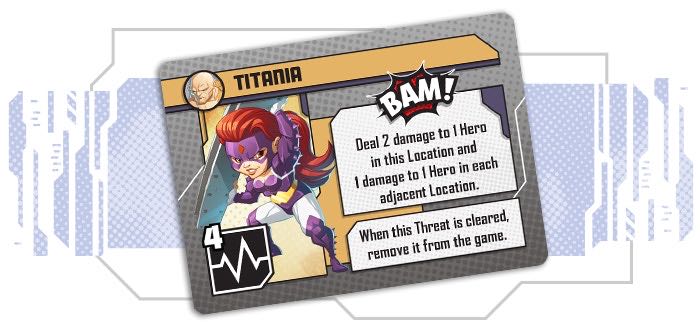 TITANIA
BAM!
Deal 2 damage to 1 Hero
in this Location and
1 damage to 1 Hero in each
adjacent Location.
4
When this Threat is cleared,
remove it from the game.